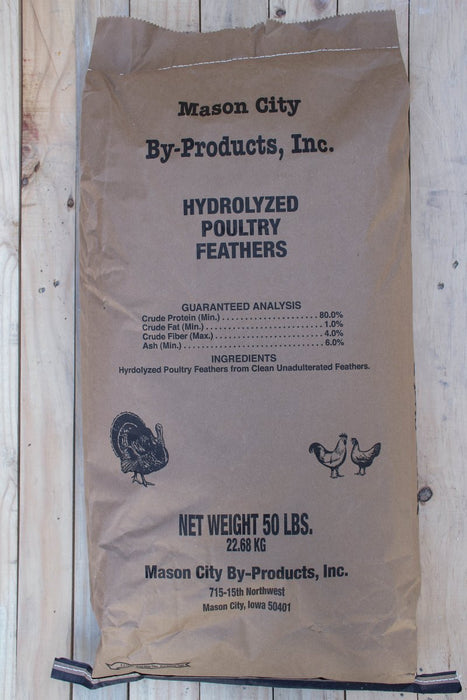 Mason City
By-Products, Inc.
HYDROLYZED
POULTRY
FEATHERS
GUARANTEED ANALYSIS
Crude Protein (Min.) . . . . . . . . . . . . . . . . . . . . . . 80.0%
Crude Fat (Min.) . . . . . . . . . . . . . . . . . . . . . . . . . . 1.0%
Crude Fiber (Max.) . . . . . . . . . . . . . . . . . . . . . . . . 4.0%
Ash (Min.) . . . . . . . . . . . . . . . . . . . . . . . . . . . . . . . 6.0%
INGREDIENTS
Hyrdolyzed Poultry Feathers from Clean Unadulterated Feathers.
NET WEIGHT 50 LBS.
22.68 KG
Mason City By-Products, Inc.
715-15th Northwest
Mason City, Iowa 50401